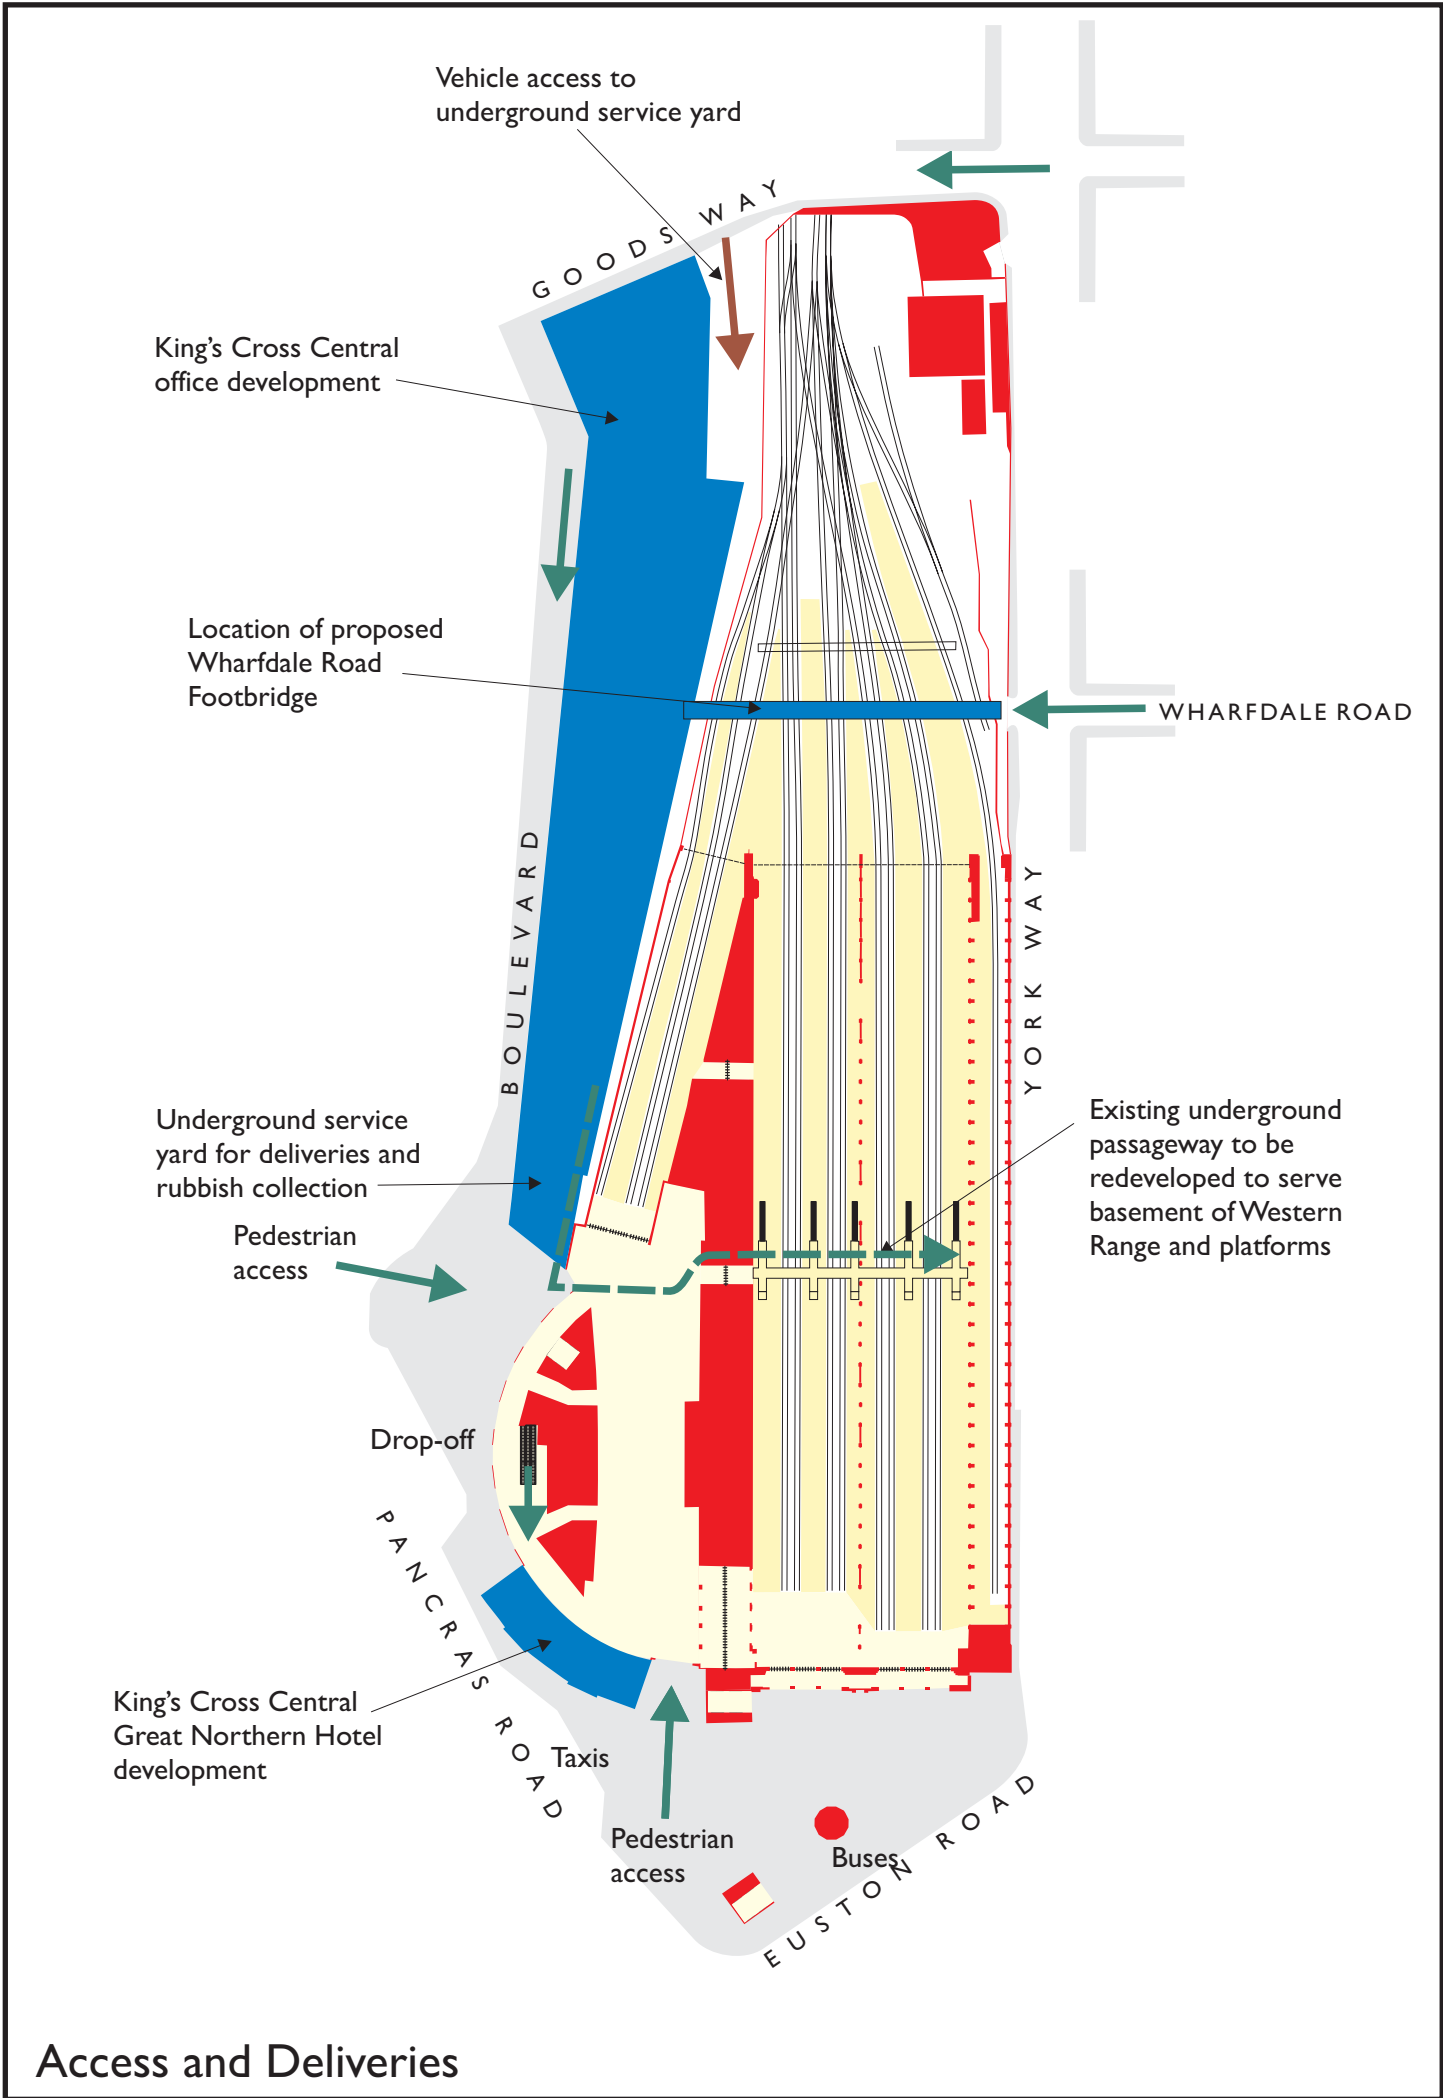 Vehicle access to
underground service yard
GOODS WAY
King's Cross Central
office development
Location of proposed
Wharfdale Road
Footbridge
WHARFDALE ROAD
BOULEVARD
YORK WAY
Underground service
yard for deliveries and
rubbish collection
Existing underground
passageway to be
redeveloped to serve
basement of Western
Range and platforms
Pedestrian
access
Drop-off
PANCRAS ROAD
King's Cross Central
Great Northern Hotel
development
Taxis
Pedestrian
access
Buses
EUSTON ROAD
Access and Deliveries